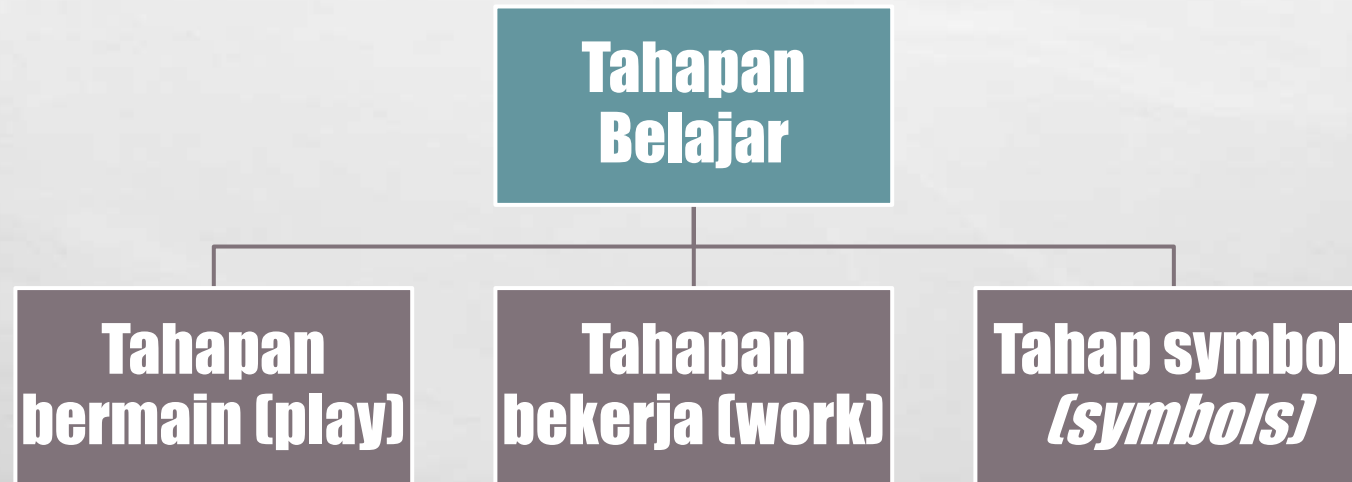 Tahapan
Belajar
Tahapan
bermain (play)
Tahapan
bekerja (work)
Tahap symbol
(symbols)